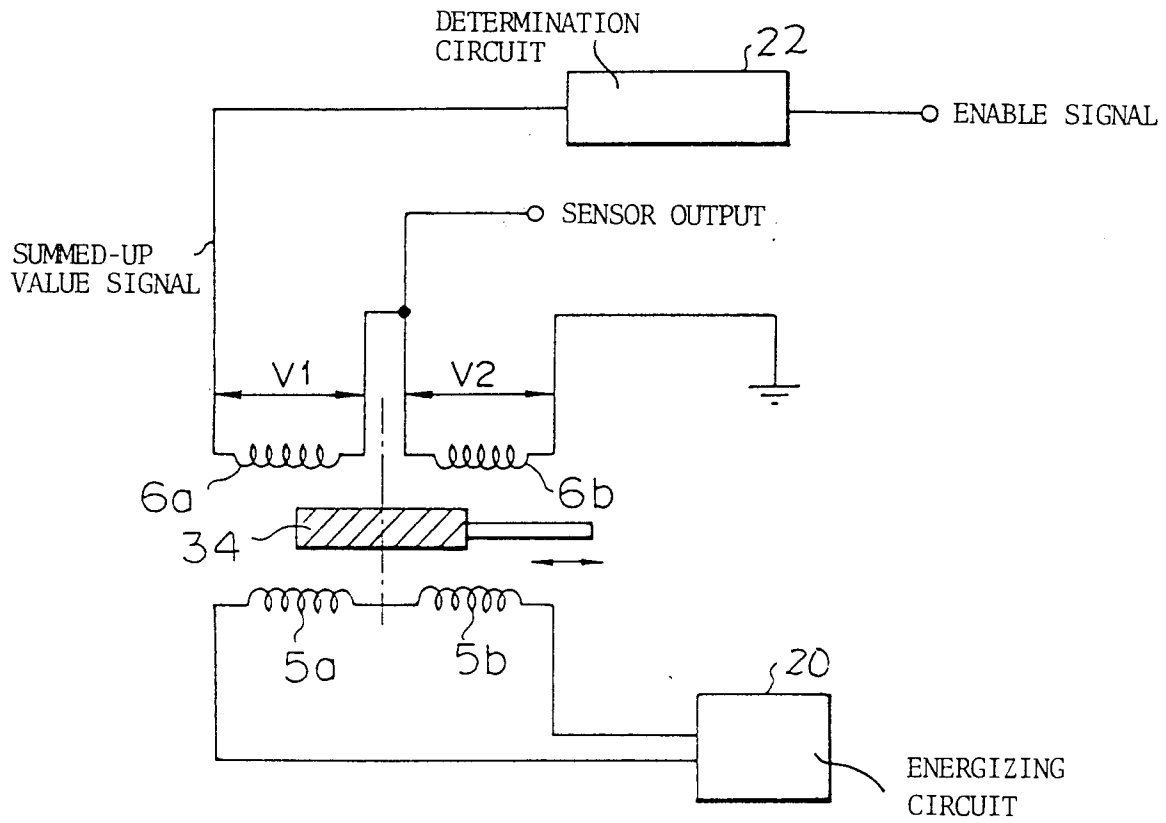 DETERMINATION
CIRCUIT
22
ENABLE SIGNAL
SENSOR OUTPUT
SUMMED-UP
VALUE SIGNAL
V1
V2
6a
6b
34
5a
5b
20
ENERGIZING
CIRCUIT